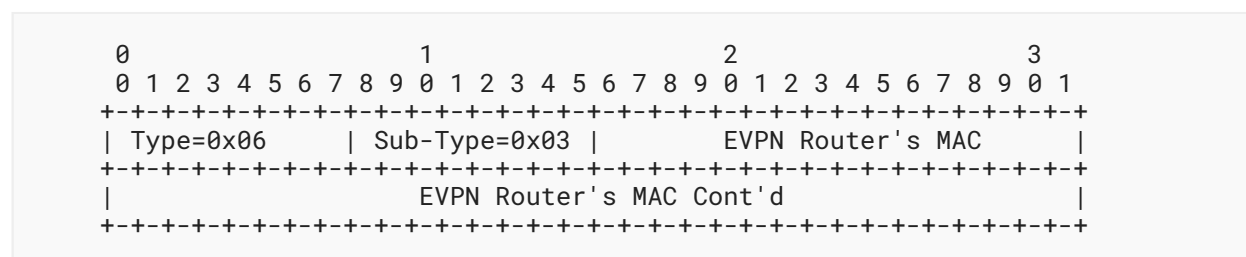 0                   1                   2                   3
 0 1 2 3 4 5 6 7 8 9 0 1 2 3 4 5 6 7 8 9 0 1 2 3 4 5 6 7 8 9 0 1
+-+-+-+-+-+-+-+-+-+-+-+-+-+-+-+-+-+-+-+-+-+-+-+-+-+-+-+-+-+-+-+-+
| Type=0x06     | Sub-Type=0x03 |        EVPN Router's MAC      |
+-+-+-+-+-+-+-+-+-+-+-+-+-+-+-+-+-+-+-+-+-+-+-+-+-+-+-+-+-+-+-+-+
|                    EVPN Router's MAC Cont'd                   |
+-+-+-+-+-+-+-+-+-+-+-+-+-+-+-+-+-+-+-+-+-+-+-+-+-+-+-+-+-+-+-+-+